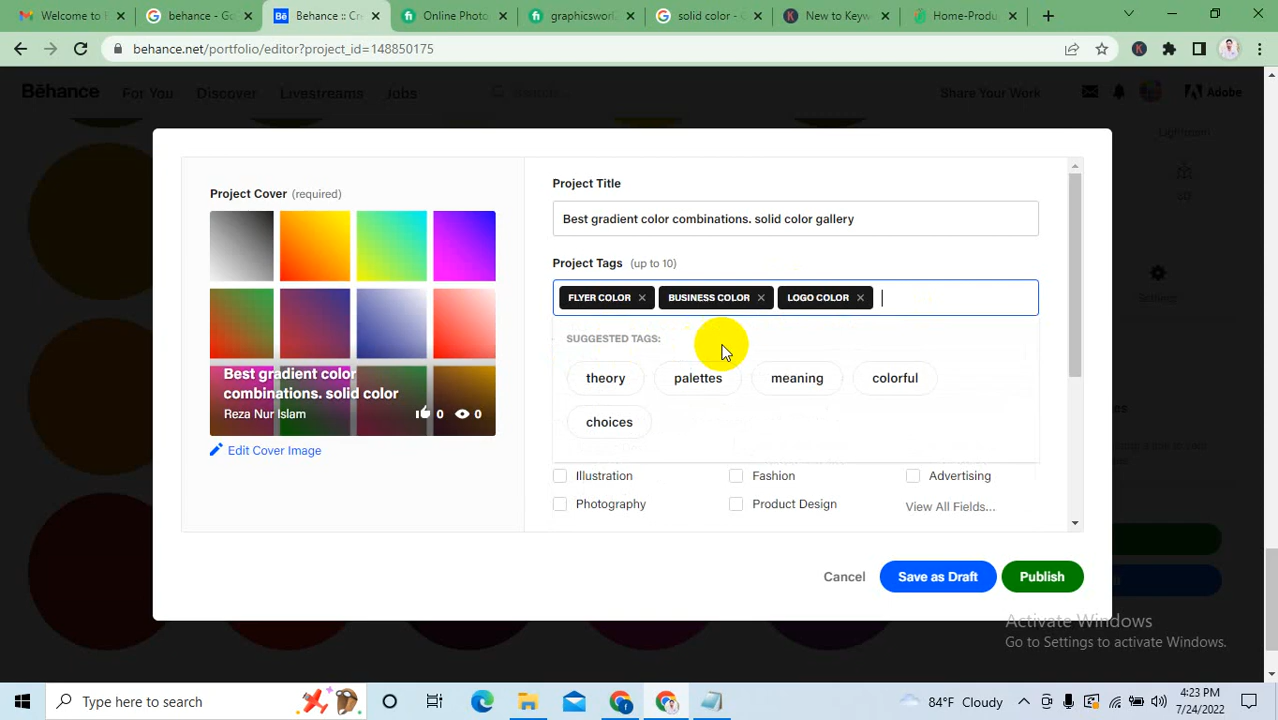 Welcome to
behance - G
Behance :: Cre
Online Photo
graphicsworl
solid color - G
New to Keyw
Home-Produ
behance.net/portfolio/editor?project_id=148850175
Bēhance
For You
Discover
Livestreams
Jobs
Share Your Work
Adobe
Project Cover (required)
Best gradient color
combinations. solid color
Reza Nur Islam
0
0
Edit Cover Image
Project Title
Best gradient color combinations. solid color gallery
Project Tags (up to 10)
FLYER COLOR
BUSINESS COLOR
LOGO COLOR
SUGGESTED TAGS:
theory
palettes
meaning
colorful
choices
Illustration
Fashion
Advertising
Photography
Product Design
View All Fields...
Cancel
Save as Draft
Publish
Lightroom
3D
Settings
Activate Windows
Go to Settings to activate Windows.
Type here to search
84°F Cloudy
4:23 PM
7/24/2022